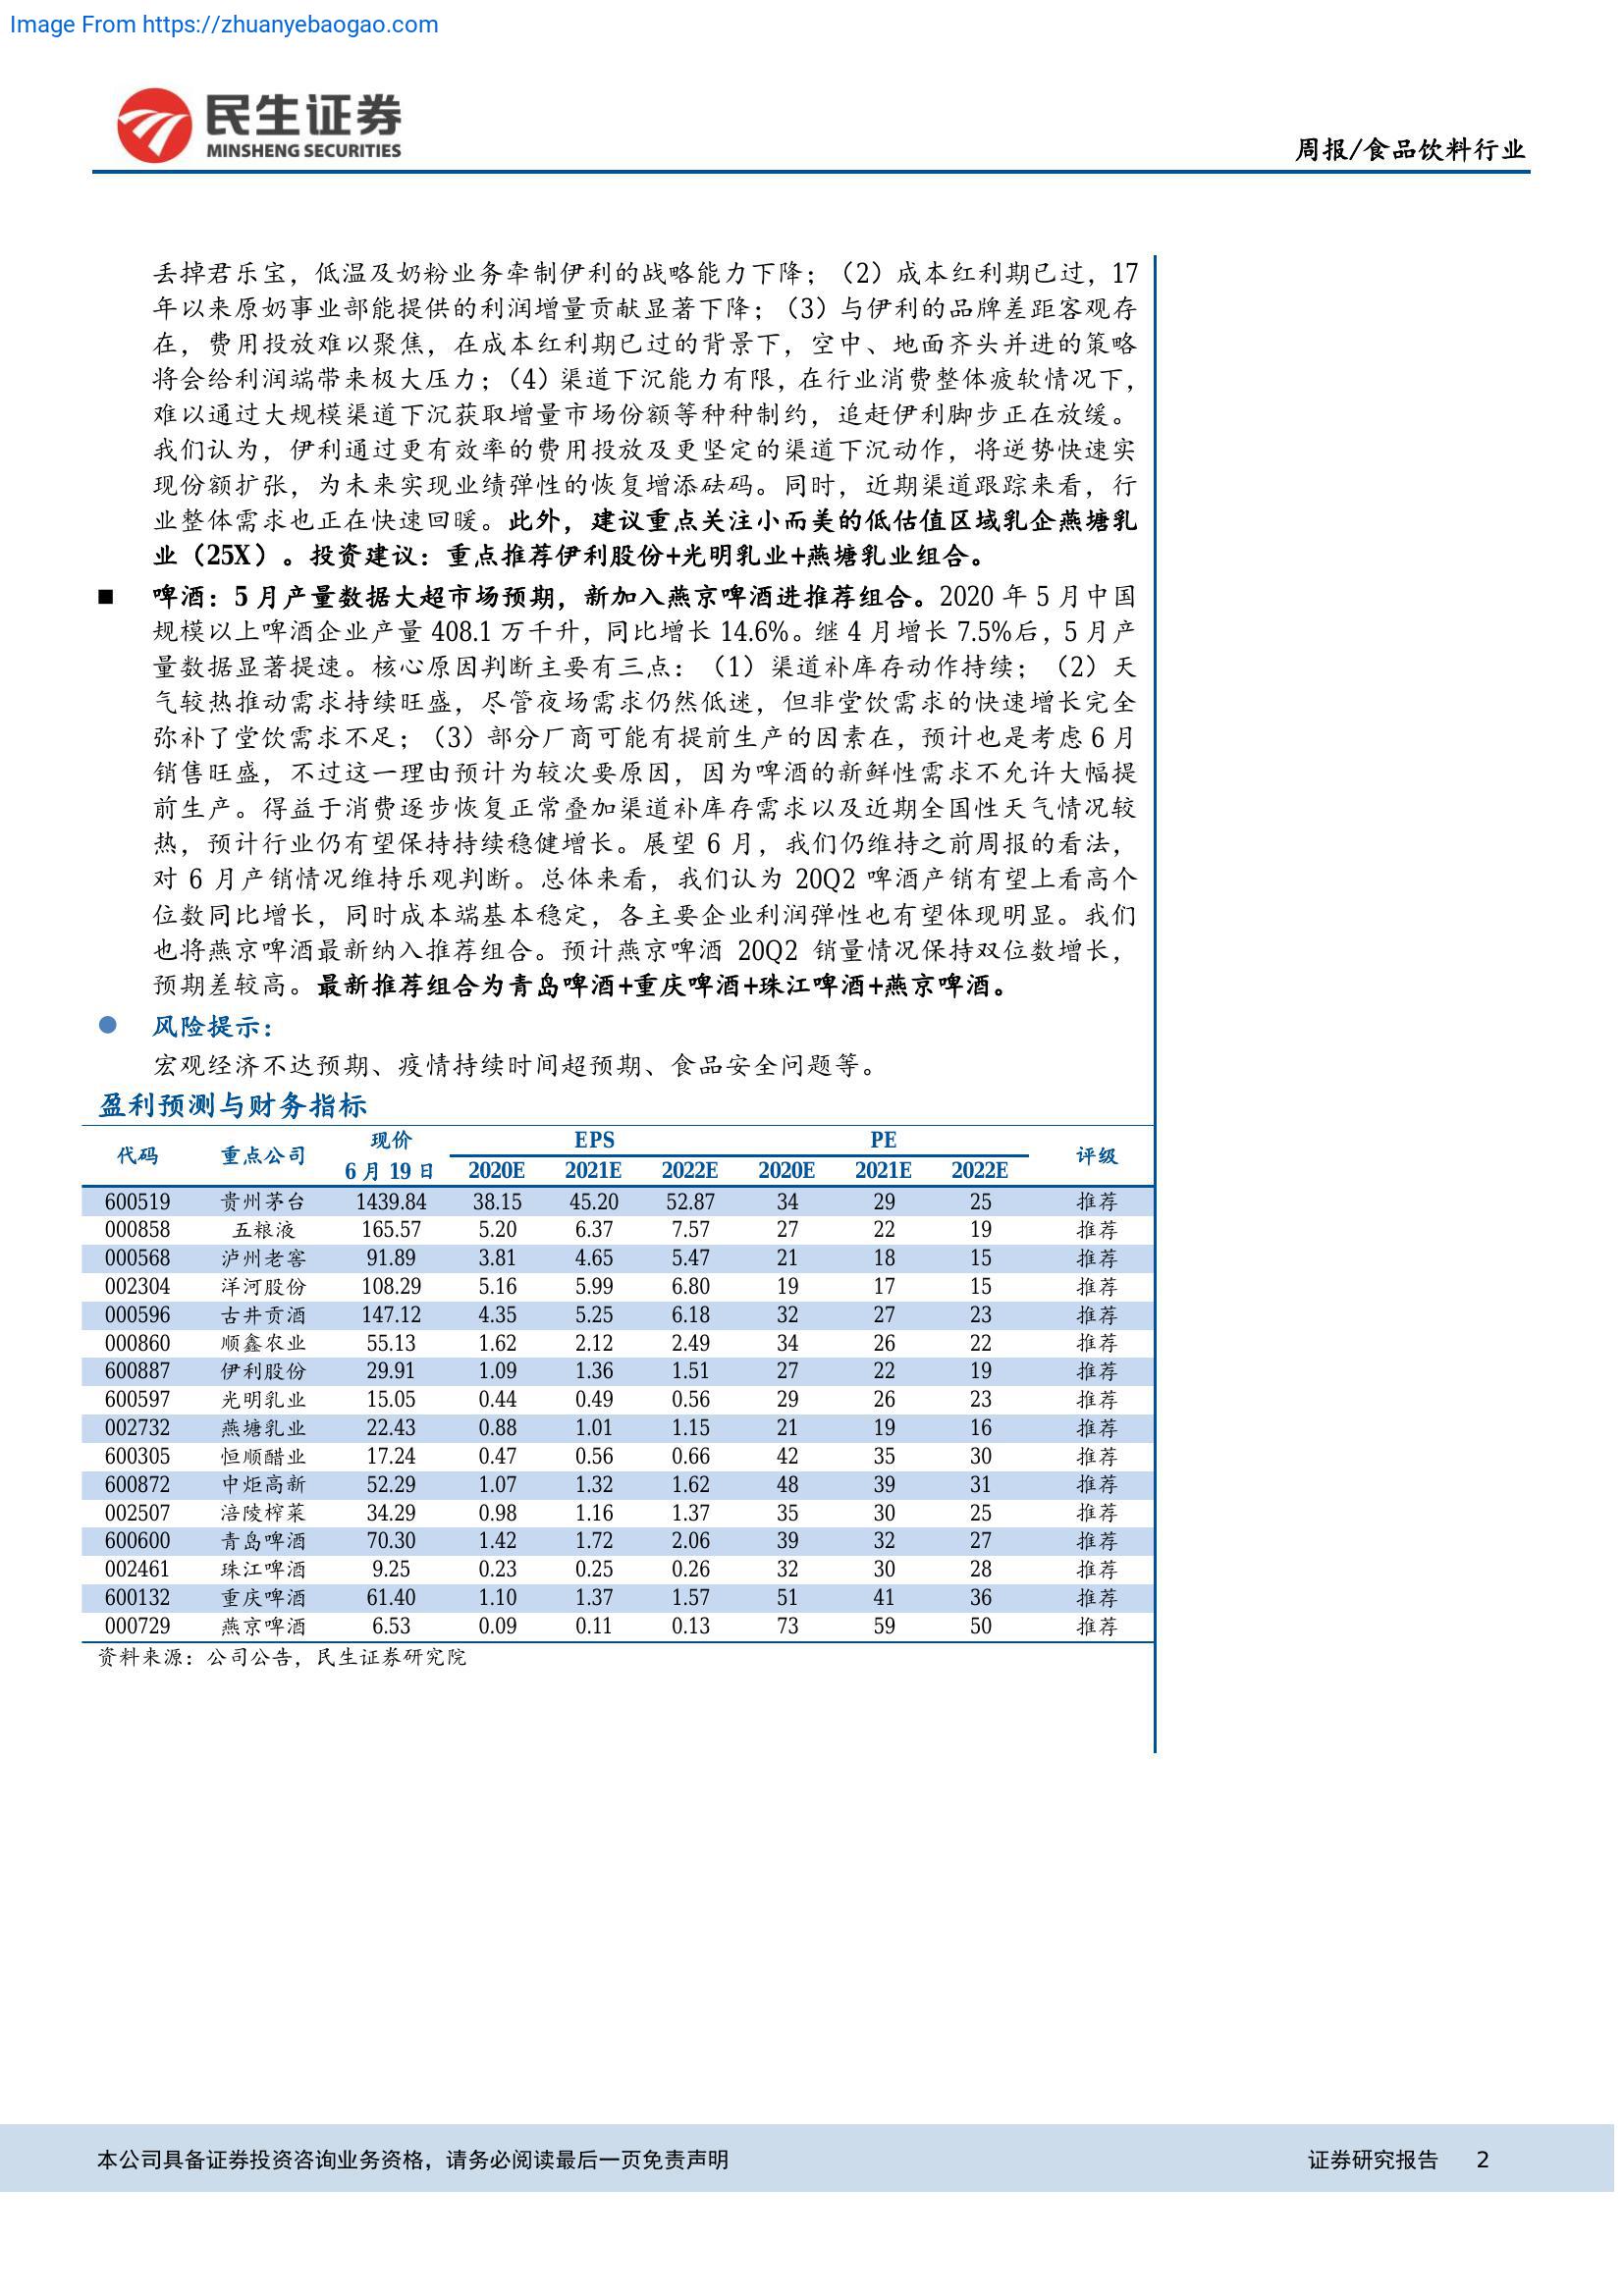 Image From https://zhuanyebaogao.com
民生证券
MINSHENG SECURITIES
周报/食品饮料行业
丢掉君乐宝，低温及奶粉业务牵制伊利的战略能力下降；（2）成本红利期已过，17
年以来原奶事业部能提供的利润增量贡献显著下降；（3）与伊利的品牌差距客观存
在，费用投放难以聚焦，在成本红利期已过的背景下，空中、地面齐头并进的策略
将会给利润端带来极大压力；（4）渠道下沉能力有限，在行业消费整体疲软情况下，
难以通过大规模渠道下沉获取增量市场份额等种种制约，追赶伊利脚步正在放缓。
我们认为，伊利通过更有效率的费用投放及更坚定的渠道下沉动作，将逆势快速实
现份额扩张，为未来实现业绩弹性的恢复增添砝码。同时，近期渠道跟踪来看，行
业整体需求也正在快速回暖。此外，建议重点关注小而美的低估值区域乳企燕塘乳
业（25X）。投资建议：重点推荐伊利股份+光明乳业+燕塘乳业组合。
■ 啤酒：5 月产量数据大超市场预期，新加入燕京啤酒进推荐组合。2020 年 5 月中国
规模以上啤酒企业产量 408.1 万千升，同比增长 14.6%。继 4 月增长 7.5%后，5 月产
量数据显著提速。核心原因判断主要有三点：（1）渠道补库存动作持续；（2）天
气较热推动需求持续旺盛，尽管夜场需求仍然低迷，但非堂饮需求的快速增长完全
弥补了堂饮需求不足；（3）部分厂商可能有提前生产的因素在，预计也是考虑 6 月
销售旺盛，不过这一理由预计为较次要原因，因为啤酒的新鲜性需求不允许大幅提
前生产。得益于消费逐步恢复正常叠加渠道补库存需求以及近期全国性天气情况较
热，预计行业仍有望保持持续稳健增长。展望 6 月，我们仍维持之前周报的看法，
对 6 月产销情况维持乐观判断。总体来看，我们认为 20Q2 啤酒产销有望上看高个
位数同比增长，同时成本端基本稳定，各主要企业利润弹性也有望体现明显。我们
也将燕京啤酒最新纳入推荐组合。预计燕京啤酒 20Q2 销量情况保持双位数增长，
预期差较高。最新推荐组合为青岛啤酒+重庆啤酒+珠江啤酒+燕京啤酒。
● 风险提示：
宏观经济不达预期、疫情持续时间超预期、食品安全问题等。
盈利预测与财务指标
代码 重点公司 现价 EPS PE 评级
6 月 19 日 2020E 2021E 2022E 2020E 2021E 2022E
600519 贵州茅台 1439.84 38.15 45.20 52.87 34 29 25 推荐
000858 五粮液 165.57 5.20 6.37 7.57 27 22 19 推荐
000568 泸州老窖 91.89 3.81 4.65 5.47 21 18 15 推荐
002304 洋河股份 108.29 5.16 5.99 6.80 19 17 15 推荐
000596 古井贡酒 147.12 4.35 5.25 6.18 32 27 23 推荐
000860 顺鑫农业 55.13 1.62 2.12 2.49 34 26 22 推荐
600887 伊利股份 29.91 1.09 1.36 1.51 27 22 19 推荐
600597 光明乳业 15.05 0.44 0.49 0.56 29 26 23 推荐
002732 燕塘乳业 22.43 0.88 1.01 1.15 21 19 16 推荐
600305 恒顺醋业 17.24 0.47 0.56 0.66 42 35 30 推荐
600872 中炬高新 52.29 1.07 1.32 1.62 48 39 31 推荐
002507 涪陵榨菜 34.29 0.98 1.16 1.37 35 30 25 推荐
600600 青岛啤酒 70.30 1.42 1.72 2.06 39 32 27 推荐
002461 珠江啤酒 9.25 0.23 0.25 0.26 32 30 28 推荐
600132 重庆啤酒 61.40 1.10 1.37 1.57 51 41 36 推荐
000729 燕京啤酒 6.53 0.09 0.11 0.13 73 59 50 推荐
资料来源：公司公告，民生证券研究院
本公司具备证券投资咨询业务资格，请务必阅读最后一页免责声明 证券研究报告 2